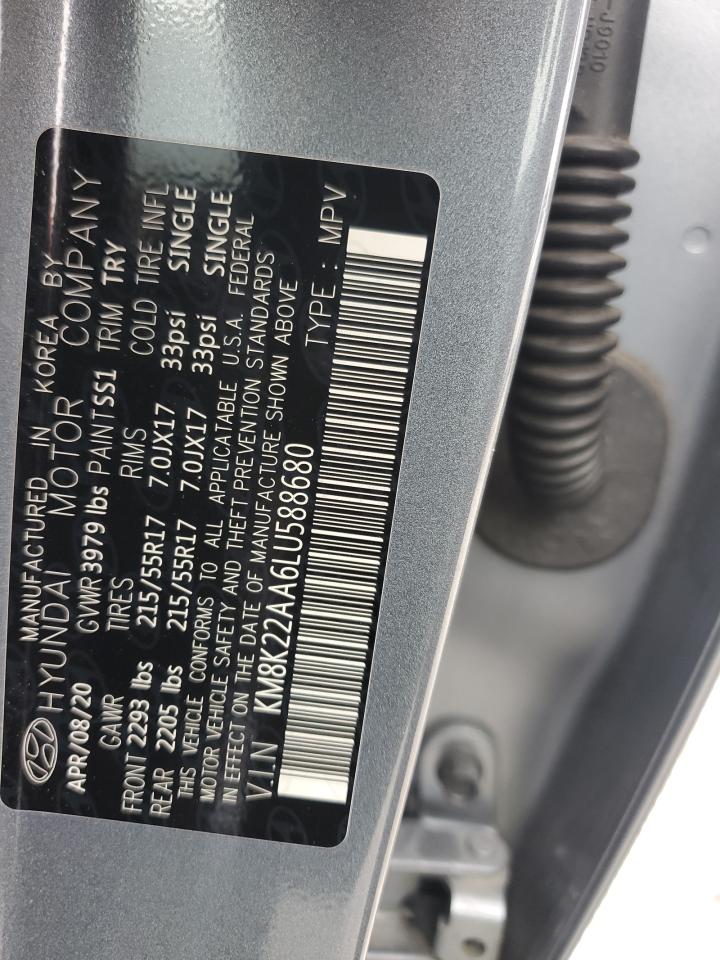 MANUFACTURED IN KOREA BY
HYUNDAI MOTOR COMPANY
APR/08/20 GVWR 3979 lbs PAINT SS1 TRIM TRY
GAWR TIRES RIMS COLD TIRE INFL
FRONT 2293 lbs 215/55R17 7.0JX17 33psi SINGLE
REAR 2205 lbs 215/55R17 7.0JX17 33psi SINGLE
THIS VEHICLE CONFORMS TO ALL APPLICATABLE U.S.A. FEDERAL
MOTOR VEHICLE SAFETY AND THEFT PREVENTION STANDARDS
IN EFFECT ON THE DATE OF MANUFACTURE SHOWN ABOVE
V.I.N KM8K22AA6LU588680 TYPE : MPV